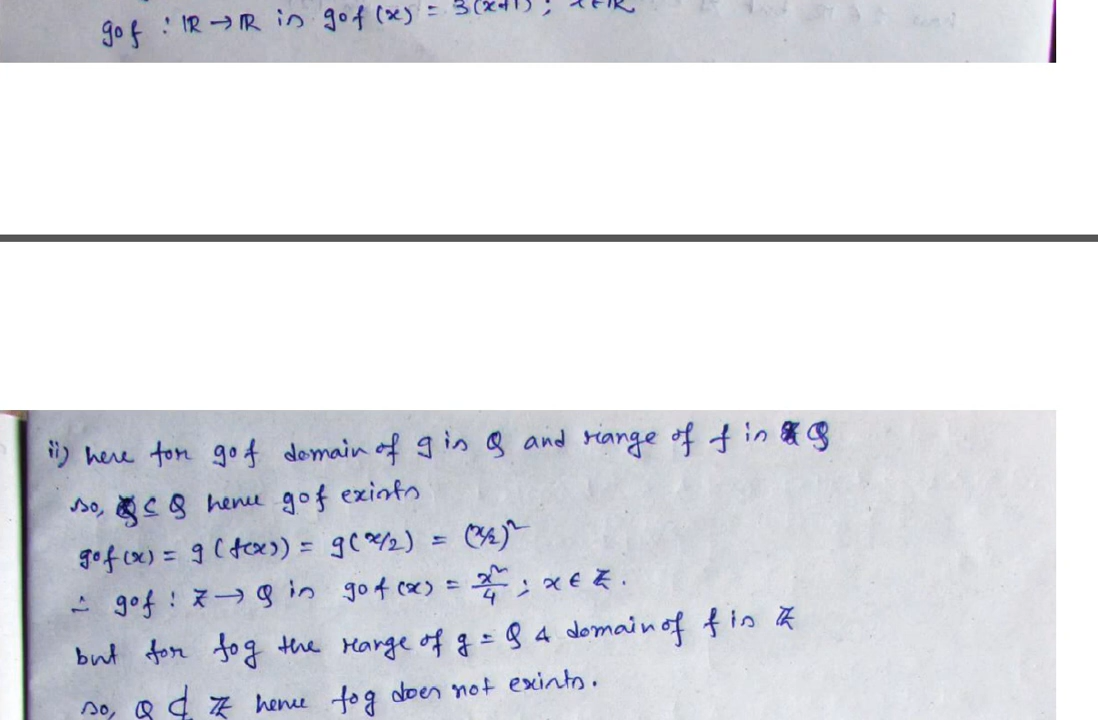 gof : ℝ → ℝ is gof (x) = 3(x+1) ; x ∈ ℝ
ii) here for gof domain of g is Q and range of f is Q
so, Q ⊆ Q hence gof exists
gof (x) = g (f(x)) = g(x/2) = (x/2)²
∴ gof : ℤ → Q is gof (x) = x²/4 ; x ∈ ℤ.
but for fog the range of g = Q & domain of f is ℤ
so, Q ⊄ ℤ hence fog does not exists.